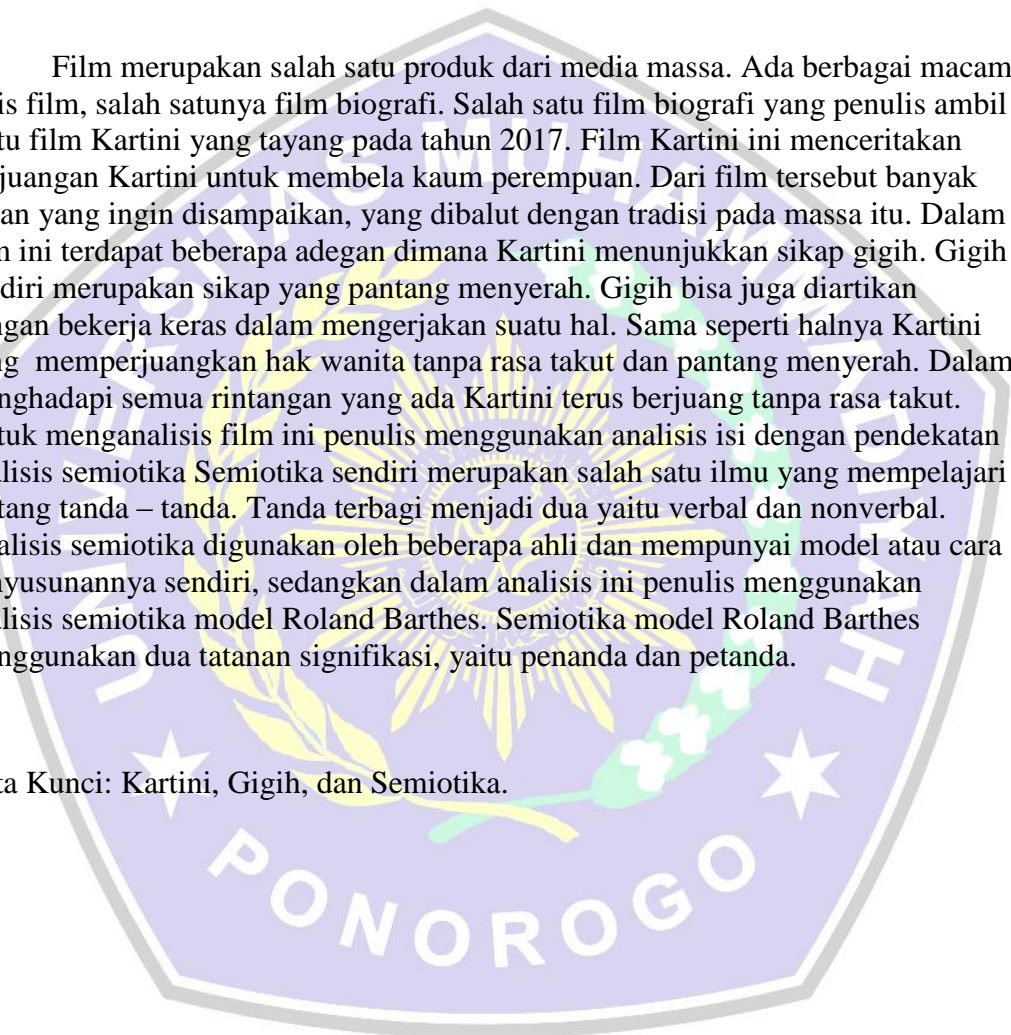 Film merupakan salah satu produk dari media massa. Ada berbagai macam
is film, salah satunya film biografi. Salah satu film biografi yang penulis ambil
tu film Kartini yang tayang pada tahun 2017. Film Kartini ini menceritakan
juangan Kartini untuk membela kaum perempuan. Dari film tersebut banyak
an yang ingin disampaikan, yang dibalut dengan tradisi pada massa itu. Dalam
m ini terdapat beberapa adegan dimana Kartini menunjukkan sikap gigih. Gigih
diri merupakan sikap yang pantang menyerah. Gigih bisa juga diartikan
ngan bekerja keras dalam mengerjakan suatu hal. Sama seperti halnya Kartini
ng memperjuangkan hak wanita tanpa rasa takut dan pantang menyerah. Dalam
nghadapi semua rintangan yang ada Kartini terus berjuang tanpa rasa takut.
tuk menganalisis film ini penulis menggunakan analisis isi dengan pendekatan
alisis semiotika Semiotika sendiri merupakan salah satu ilmu yang mempelajari
tang tanda – tanda. Tanda terbagi menjadi dua yaitu verbal dan nonverbal.
alisis semiotika digunakan oleh beberapa ahli dan mempunyai model atau cara
nyusunannya sendiri, sedangkan dalam analisis ini penulis menggunakan
alisis semiotika model Roland Barthes. Semiotika model Roland Barthes
nggunakan dua tatanan signifikasi, yaitu penanda dan petanda.
ta Kunci: Kartini, Gigih, dan Semiotika.
UNIVERSITAS MUHAMMADIYAH
PONOROGO